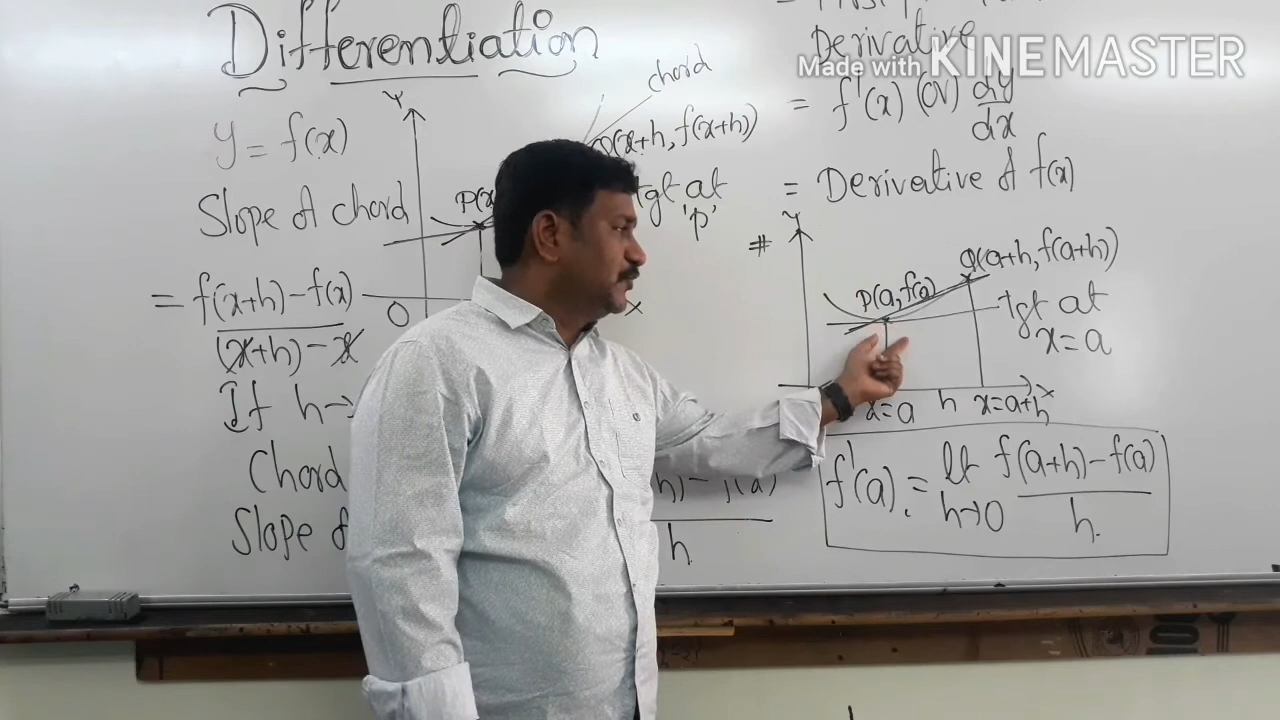 Differentiation
y = f(x)
Slope of chord
= f(x+h) - f(x)
(x+h) - x
If h →
Chord
Slope of
Y
chord
Q(x+h, f(x+h))
P(x
tgt at
'p'
O
X
h
Derivative
= f'(x) (or) dy
dx
= Derivative of f(x)
#
Y
Q(a+h, f(a+h))
P(a, f(a))
tgt at
x=a
x=a h x=a+h
x
f'(a) = lt f(a+h) - f(a)
h→0 h
Made with KINEMASTER